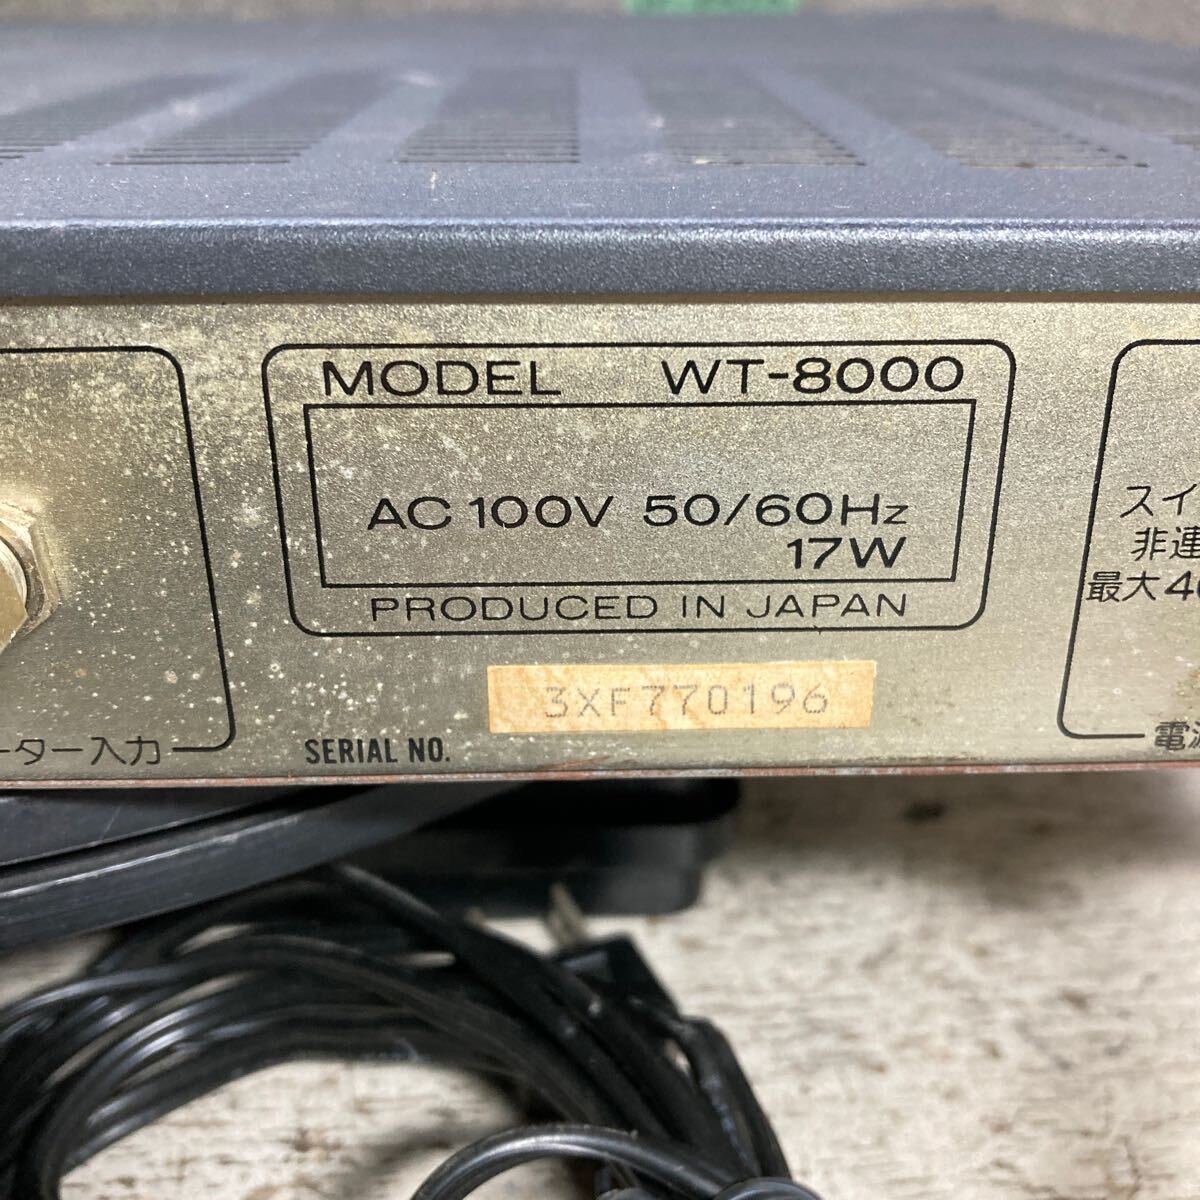 MODEL WT-8000
AC 100V 50/60Hz
17W
PRODUCED IN JAPAN
3XF770196
SERIAL NO.
ーター入力
スイ
非連
最大40
電源